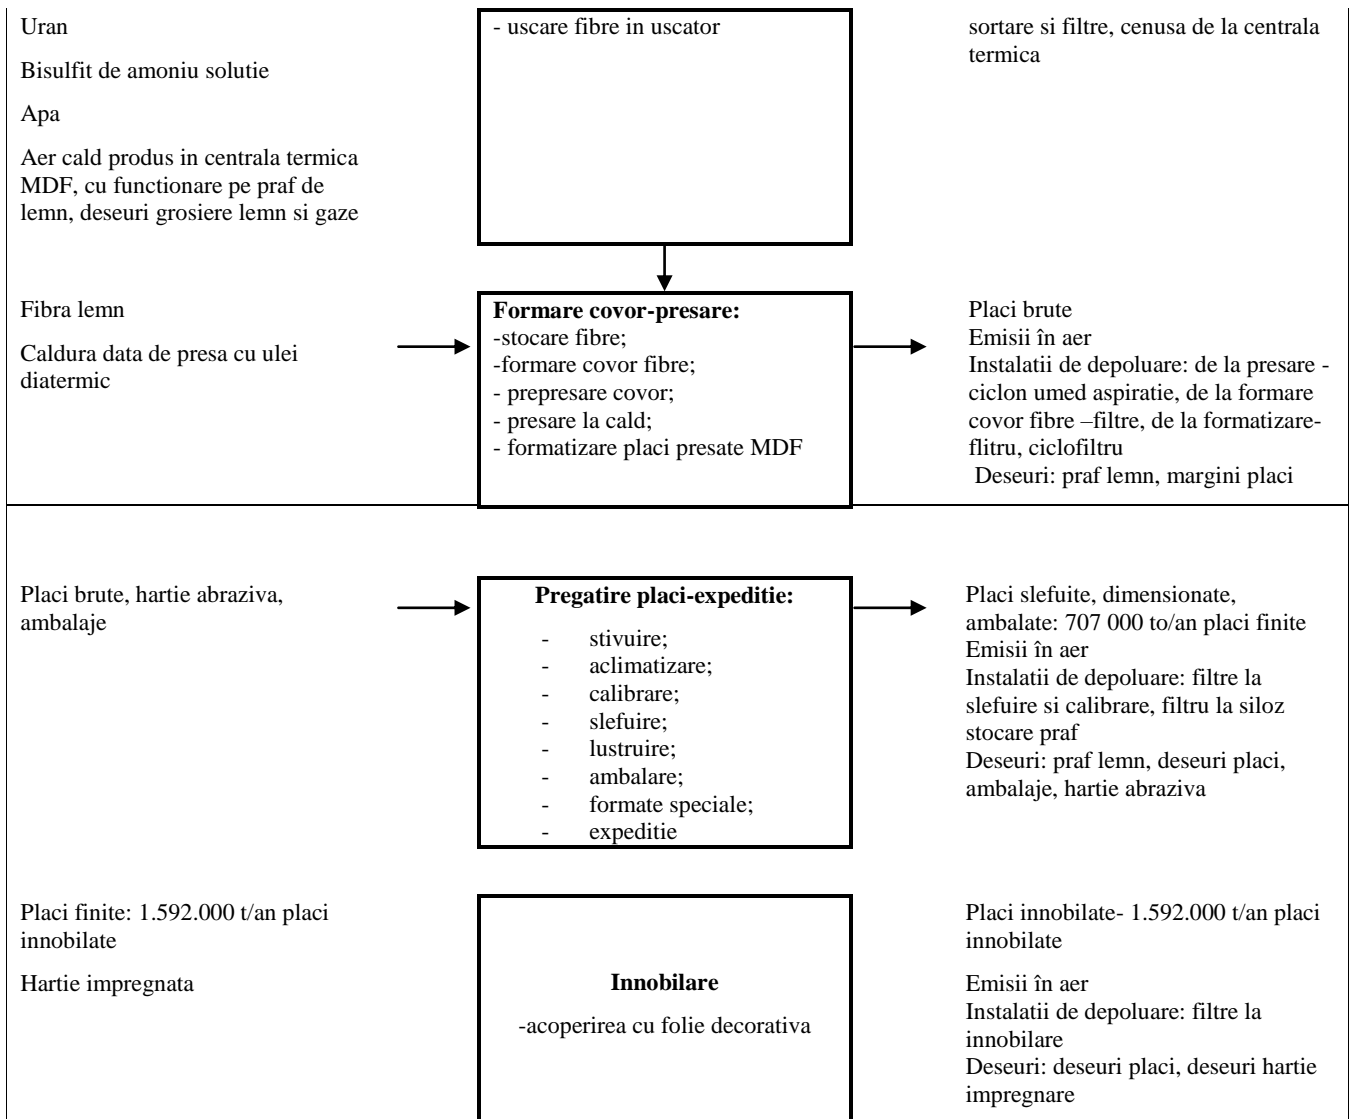 Uran
Bisulfit de amoniu solutie
Apa
Aer cald produs in centrala termica
MDF, cu functionare pe praf de
lemn, deseuri grosiere lemn si gaze
- uscare fibre in uscator
sortare si filtre, cenusa de la centrala
termica
Fibra lemn
Caldura data de presa cu ulei
diatermic
Formare covor-presare:
-stocare fibre;
-formare covor fibre;
- prepresare covor;
- presare la cald;
- formatizare placi presate MDF
Placi brute
Emisii în aer
Instalatii de depoluare: de la presare -
ciclon umed aspiratie, de la formare
covor fibre –filtre, de la formatizare-
flitru, ciclofiltru
Deseuri: praf lemn, margini placi
Placi brute, hartie abraziva,
ambalaje
Pregatire placi-expeditie:
- stivuire;
- aclimatizare;
- calibrare;
- slefuire;
- lustruire;
- ambalare;
- formate speciale;
- expeditie
Placi slefuite, dimensionate,
ambalate: 707 000 to/an placi finite
Emisii în aer
Instalatii de depoluare: filtre la
slefuire si calibrare, filtru la siloz
stocare praf
Deseuri: praf lemn, deseuri placi,
ambalaje, hartie abraziva
Placi finite: 1.592.000 t/an placi
innobilate
Hartie impregnata
Innobilare
-acoperirea cu folie decorativa
Placi innobilate- 1.592.000 t/an placi
innobilate
Emisii în aer
Instalatii de depoluare: filtre la
innobilare
Deseuri: deseuri placi, deseuri hartie
impregnare